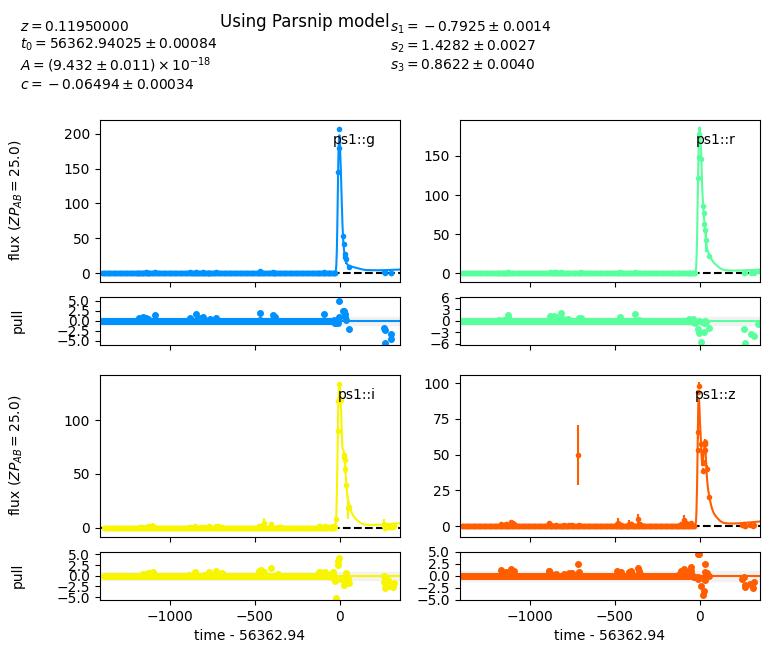 Using Parsnip model
z = 0.11950000
t₀ = 56362.94025 ± 0.00084
A = (9.432 ± 0.011) × 10⁻¹⁸
c = −0.06494 ± 0.00034
s₁ = −0.7925 ± 0.0014
s₂ = 1.4282 ± 0.0027
s₃ = 0.8622 ± 0.0040
flux (ZP_AB = 25.0)
200
150
100
50
0
ps1::g
150
100
50
0
ps1::r
pull
5.0
2.5
0.0
−2.5
−5.0
6
3
0
−3
−6
flux (ZP_AB = 25.0)
100
50
0
ps1::i
100
75
50
25
0
ps1::z
pull
5.0
2.5
0.0
−2.5
−5.0
5.0
2.5
0.0
−2.5
−5.0
−1000 −500 0
time - 56362.94
−1000 −500 0
time - 56362.94